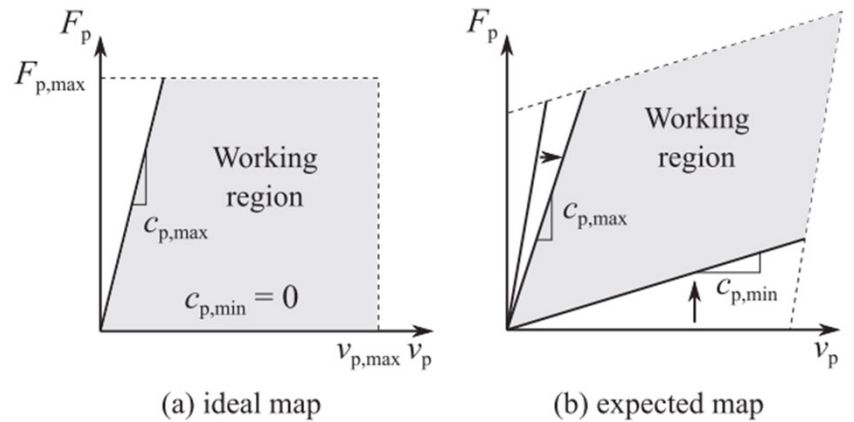 F_p
F_p,max
Working
region
c_p,max
c_p,min = 0
v_p,max v_p
(a) ideal map
F_p
Working
region
c_p,max
c_p,min
v_p
(b) expected map